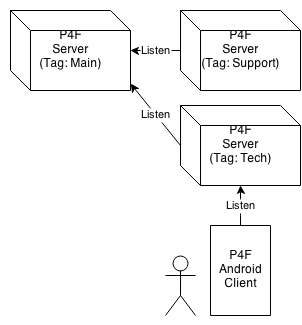 P4F
Server
(Tag: Main)
Listen
P4F
Server
(Tag: Support)
Listen
P4F
Server
(Tag: Tech)
Listen
P4F
Android
Client